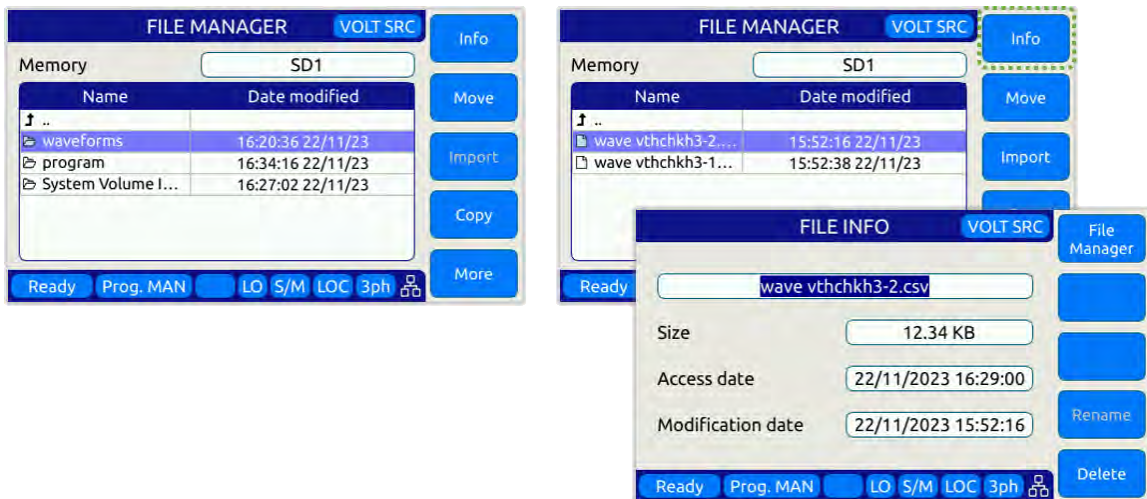 FILE MANAGER VOLT SRC Info
Memory SD1
Name Date modified Move
..
waveforms 16:20:36 22/11/23
program 16:34:16 22/11/23 Import
System Volume I... 16:27:02 22/11/23
Copy
Ready Prog. MAN LO S/M LOC 3ph More
FILE MANAGER VOLT SRC Info
Memory SD1
Name Date modified Move
..
wave vthchkh3-2.... 15:52:16 22/11/23
wave vthchkh3-1... 15:52:38 22/11/23 Import
Ready
FILE INFO VOLT SRC File
Manager
wave vthchkh3-2.csv
Size 12.34 KB
Access date 22/11/2023 16:29:00
Modification date 22/11/2023 15:52:16 Rename
Ready Prog. MAN LO S/M LOC 3ph Delete